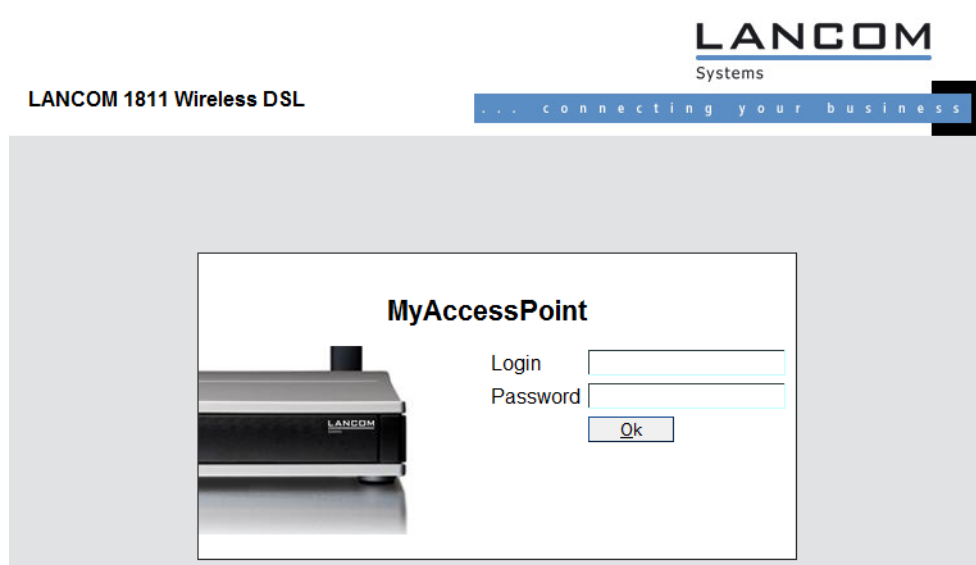 LANCOM
Systems
LANCOM 1811 Wireless DSL
... connecting your business
MyAccessPoint
Login
Password
LANCOM
Ok